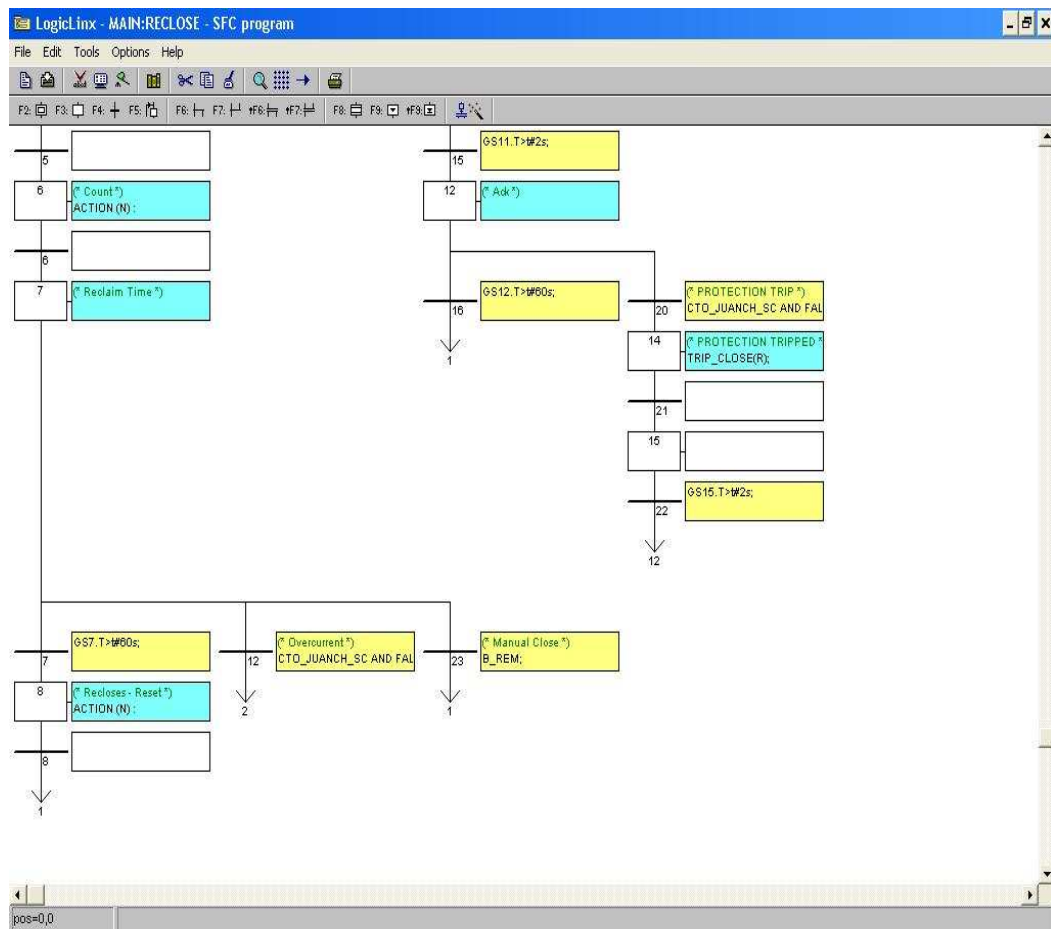 LogicLinx - MAIN:RECLOSE - SFC program
File Edit Tools Options Help
F2: F3: F4: F5: F6: F7: ↑F6: ↑F7: F8: F9: ↑F9:
5
6
(* Count *)
ACTION (N) :
6
7
(* Reclaim Time *)
GS11.T>t#2s;
15
12
(* Ack *)
GS12.T>t#60s;
16
1
(* PROTECTION TRIP *)
CTO_JUANCH_SC AND FAL
20
14
(* PROTECTION TRIPPED *
TRIP_CLOSE(R);
21
15
GS15.T>t#2s;
22
12
GS7.T>t#60s;
7
(* Overcurrent *)
CTO_JUANCH_SC AND FAL
12
2
(* Manual Close *)
B_REM;
23
1
8
(* Recloses - Reset *)
ACTION (N) :
8
1
pos=0,0